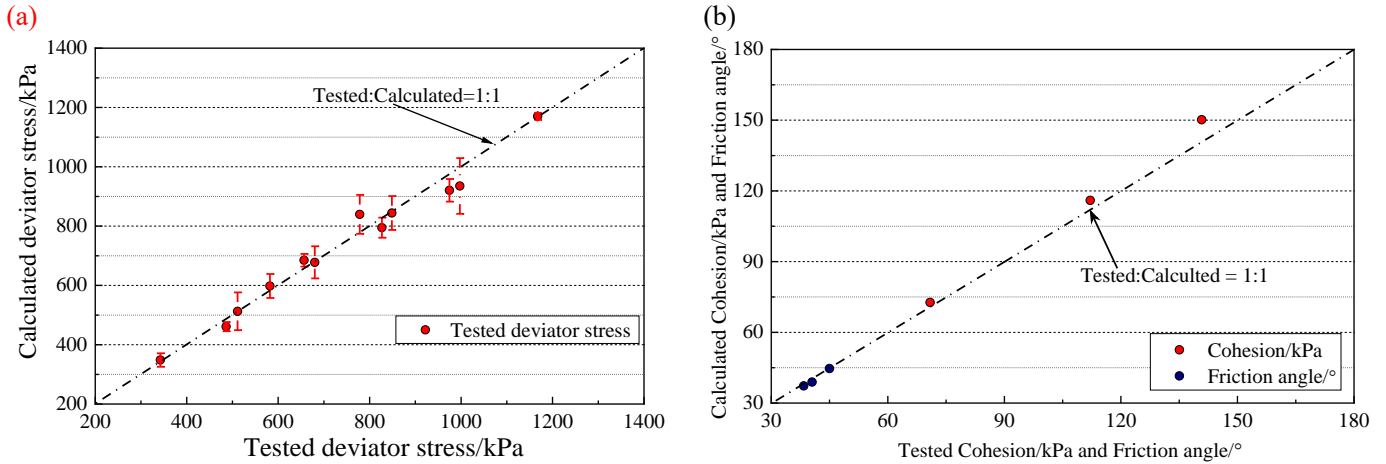 (a)
1400
1200
1000
800
600
400
200
200 400 600 800 1000 1200 1400
Calculated deviator stress/kPa
Tested deviator stress/kPa
Tested:Calculated=1:1
Tested deviator stress
(b)
180
150
120
90
60
30
30 60 90 120 150 180
Calculated Cohesion/kPa and Friction angle/°
Tested Cohesion/kPa and Friction angle/°
Tested:Calculted = 1:1
Cohesion/kPa
Friction angle/°